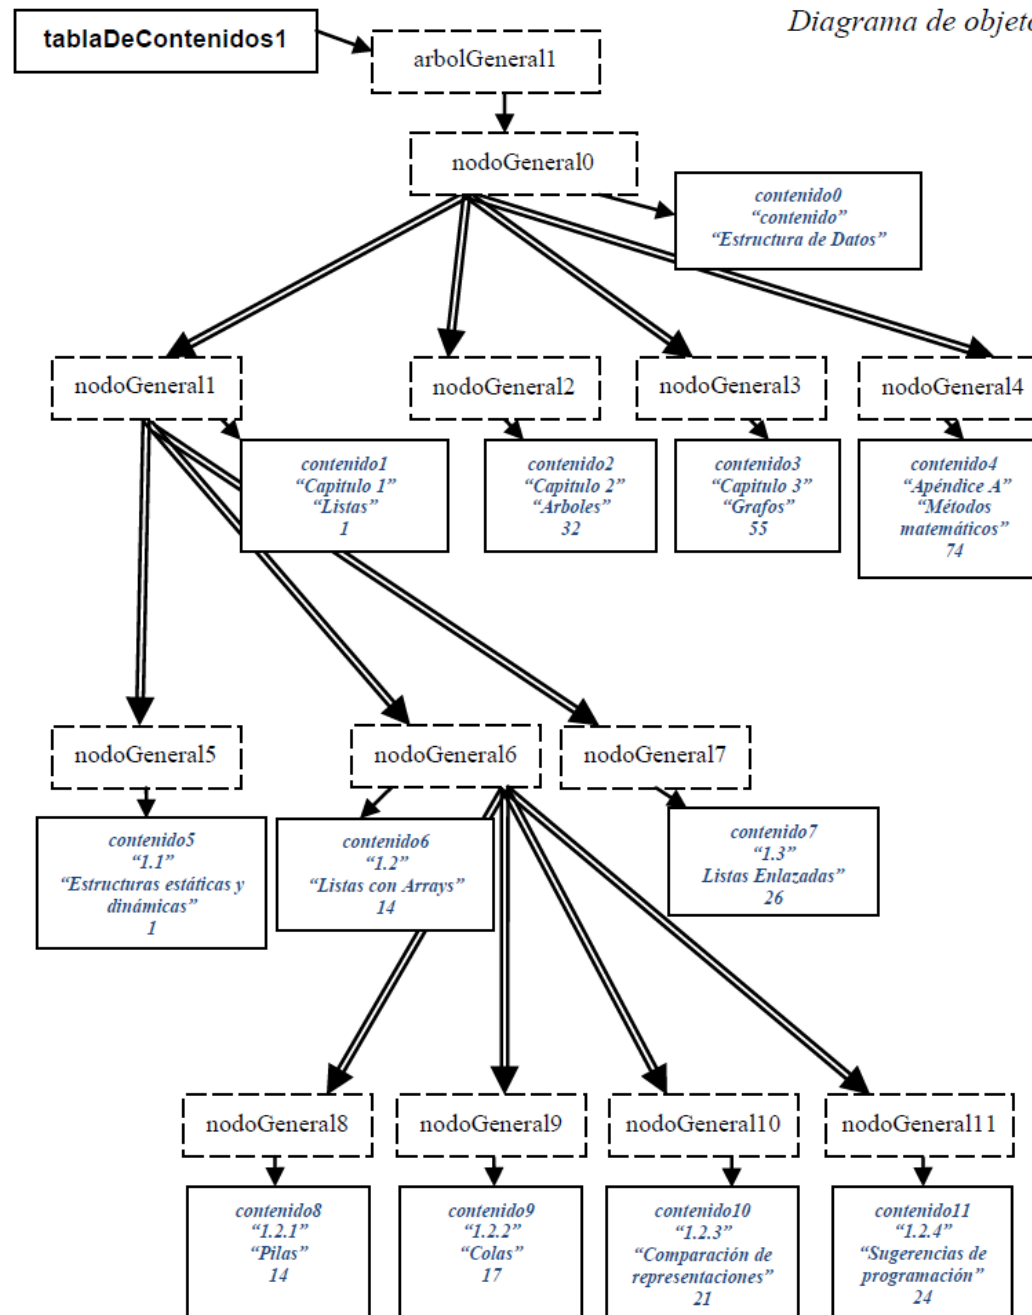 tablaDeContenidos1
Diagrama de objeto
arbolGeneral1
nodoGeneral0
contenido0
“contenido”
“Estructura de Datos”
nodoGeneral1
nodoGeneral2
nodoGeneral3
nodoGeneral4
contenido1
“Capitulo 1”
“Listas”
1
contenido2
“Capitulo 2”
“Arboles”
32
contenido3
“Capitulo 3”
“Grafos”
55
contenido4
“Apéndice A”
“Métodos
matemáticos”
74
nodoGeneral5
nodoGeneral6
nodoGeneral7
contenido5
“1.1”
“Estructuras estáticas y
dinámicas”
1
contenido6
“1.2”
“Listas con Arrays”
14
contenido7
“1.3”
Listas Enlazadas”
26
nodoGeneral8
nodoGeneral9
nodoGeneral10
nodoGeneral11
contenido8
“1.2.1”
“Pilas”
14
contenido9
“1.2.2”
“Colas”
17
contenido10
“1.2.3”
“Comparación de
representaciones”
21
contenido11
“1.2.4”
“Sugerencias de
programación”
24